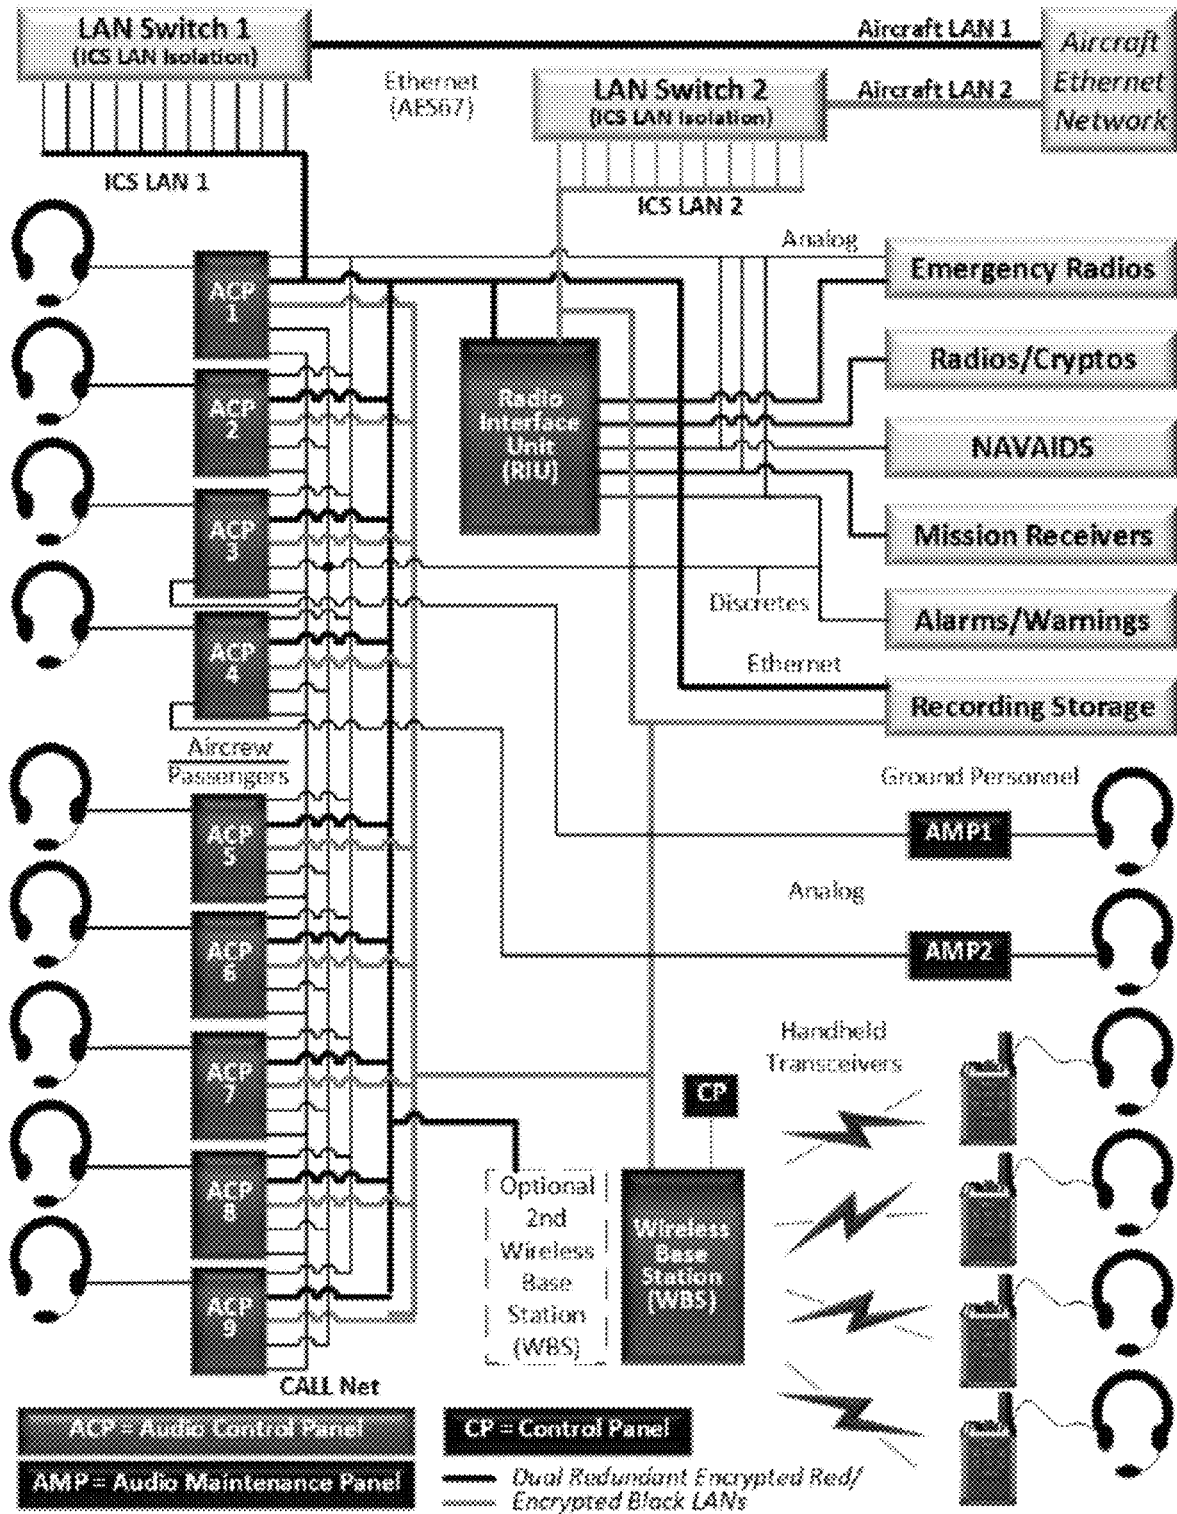 LAN Switch 1
(ICS LAN Isolation)
Aircraft LAN 1
Aircraft
Ethernet
Network
Ethernet
(AES67)
LAN Switch 2
(ICS LAN Isolation)
Aircraft LAN 2
ICS LAN 1
ICS LAN 2
Analog
ACP
1
Emergency Radios
ACP
2
Radio
Interface
Unit
(RIU)
Radios/Cryptos
NAVAIDS
ACP
3
Mission Receivers
Discretes
Alarms/Warnings
ACP
4
Ethernet
Recording Storage
Aircrew
Passengers
Ground Personnel
ACP
5
AMP1
Analog
ACP
6
AMP2
Handheld
Transceivers
ACP
7
CP
ACP
8
Optional
2nd
Wireless
Base
Station
(WBS)
Wireless
Base
Station
(WBS)
ACP
9
CALL Net
ACP = Audio Control Panel
CP = Control Panel
AMP = Audio Maintenance Panel
Dual Redundant Encrypted Red/
Encrypted Black LANs